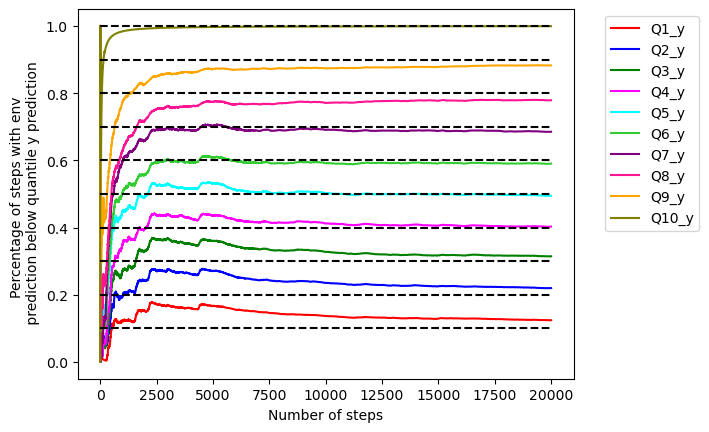 1.0
0.8
0.6
0.4
0.2
0.0
Percentage of steps with env
prediction below quantile y prediction
0
2500
5000
7500
10000
12500
15000
17500
20000
Number of steps
Q1_y
Q2_y
Q3_y
Q4_y
Q5_y
Q6_y
Q7_y
Q8_y
Q9_y
Q10_y